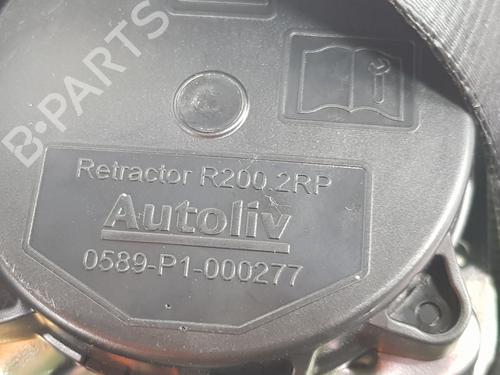 B-PARTS
Retractor R200.2RP
Autoliv
0589-P1-000277